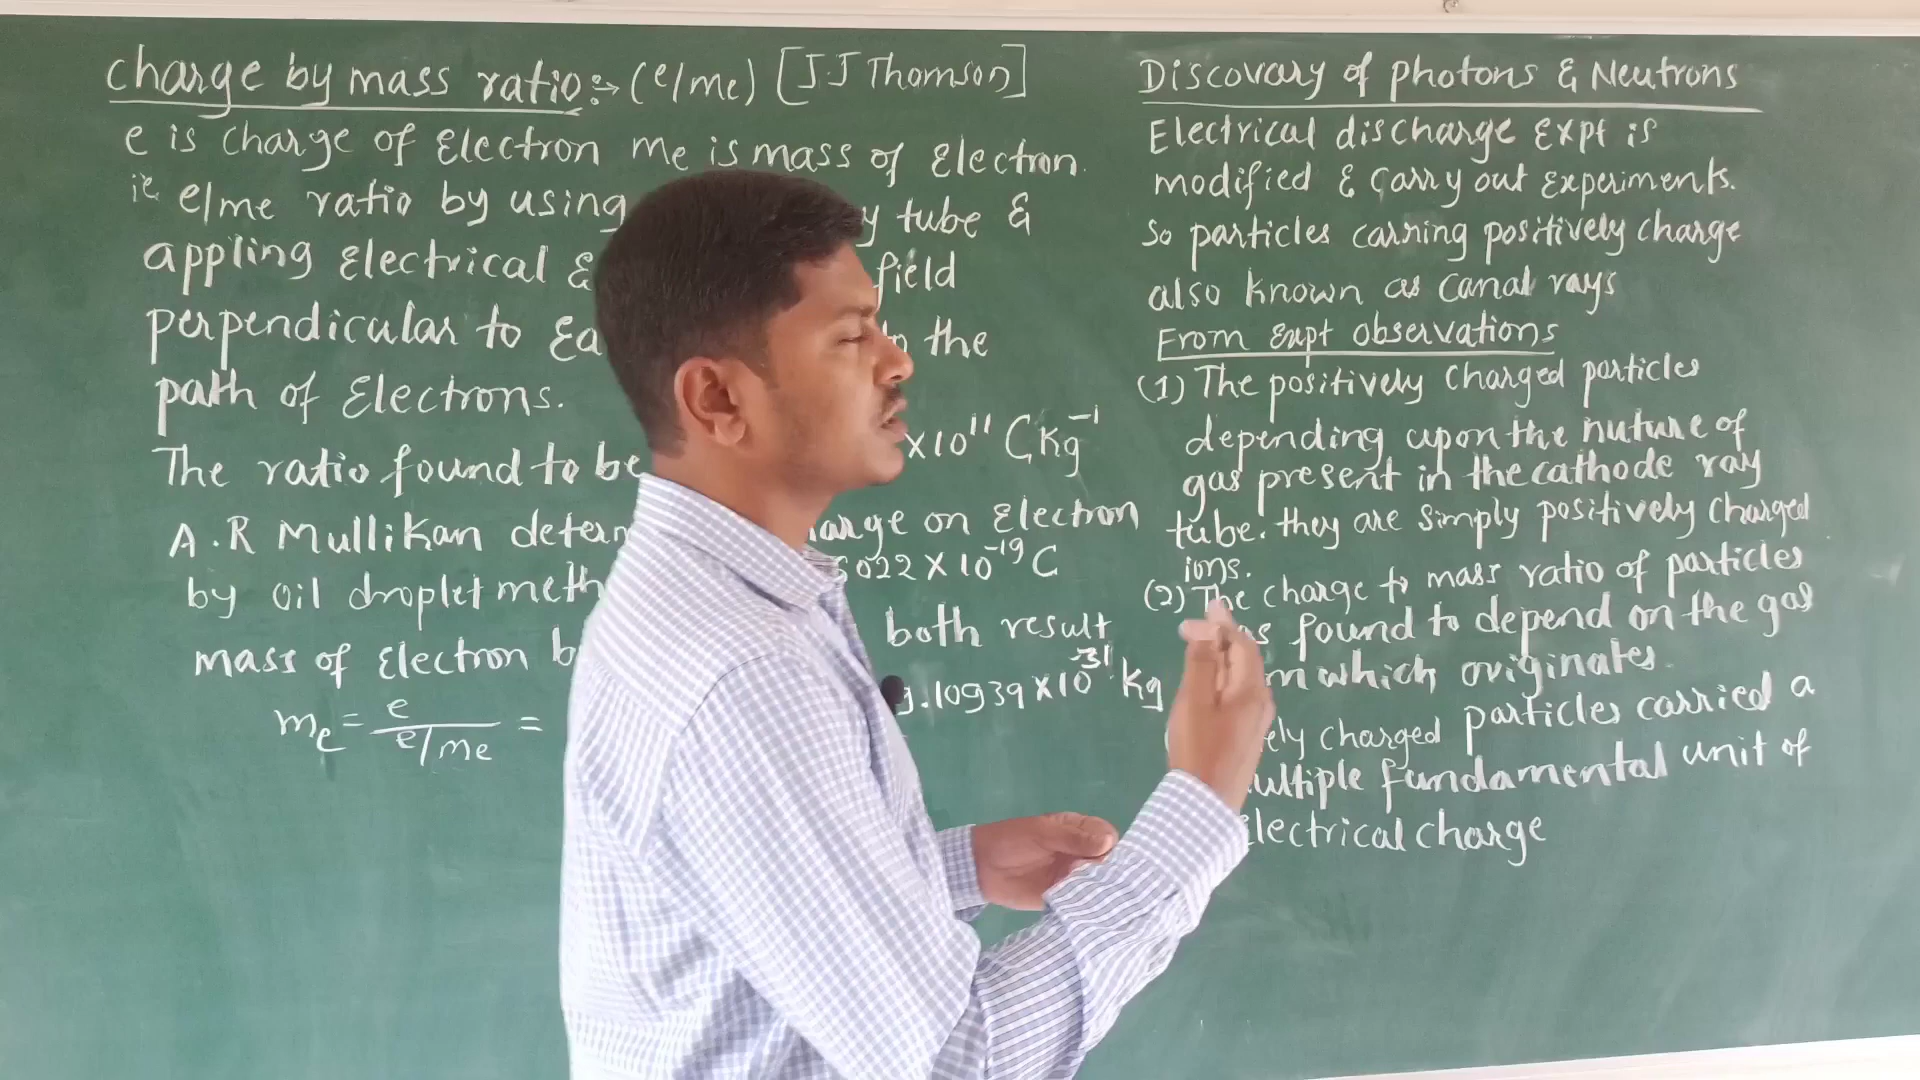 charge by mass ratio:→ (e/me) [J.J Thomson]
e is charge of Electron me is mass of Electron.
ie e/me ratio by using y tube &
appling Electrical & field
perpendicular to the
path of Electrons.
The ratio found to be ×10¹¹ C kg⁻¹
A.R Mullikan charge on Electron
by oil droplet 6022 × 10⁻¹⁹ C
mass of Electron both result
me = e / e/me = 9.10939×10⁻³¹ kg
Discovary of photons & Neutrons
Electrical discharge Expt is
modified & carry out Experiments.
So particles carring positively charge
also known as canal rays
From Expt observations
(1) The positively charged particles
depending upon the nuture of
gas present in the cathode ray
tube. they are simply positively charged
ions.
(2) The charge to mass ratio of particles
found to depend on the gas
which originates.
ely charged particles carried a
ultiple fundamental unit of
Electrical charge